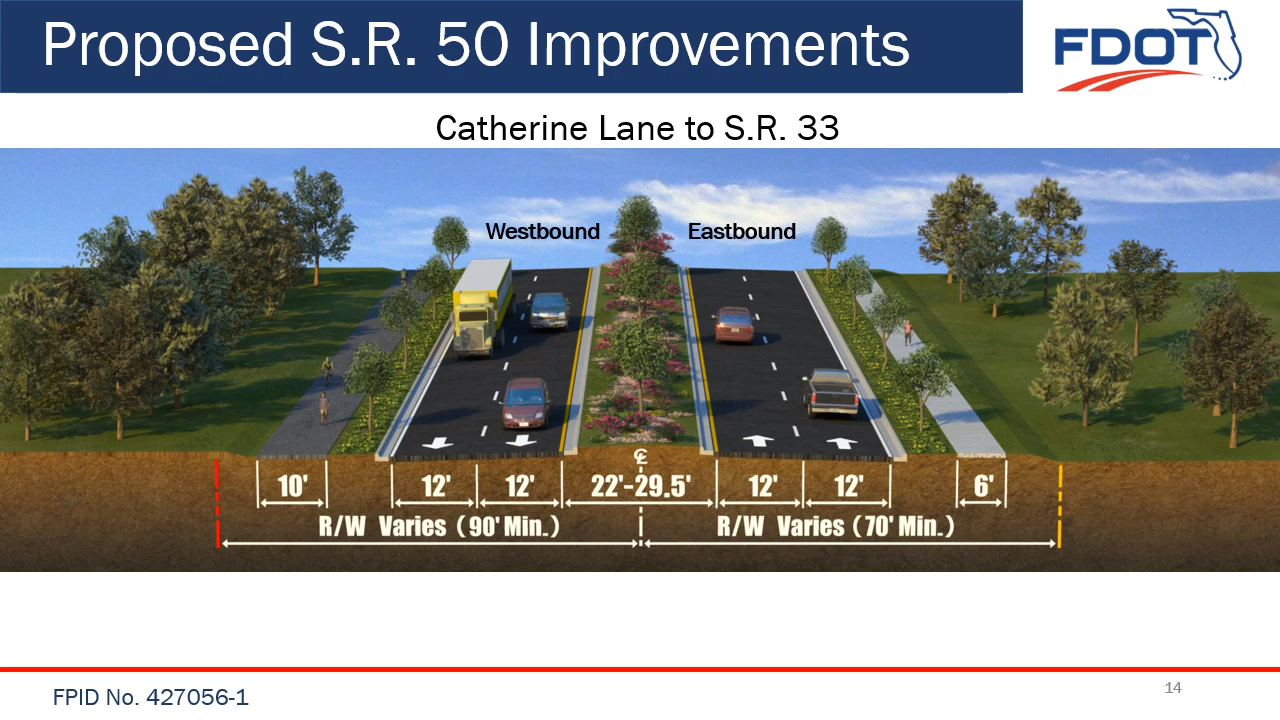 Proposed S.R. 50 Improvements
FDOT
Catherine Lane to S.R. 33
Westbound
Eastbound
℄
10'
12'
12'
22'-29.5'
12'
12'
6'
R/W Varies (90' Min.)
R/W Varies (70' Min.)
FPID No. 427056-1
14